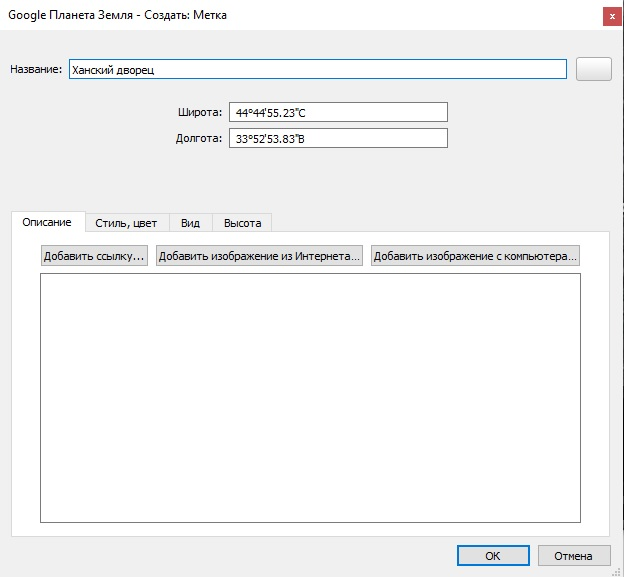 Google Планета Земля - Создать: Метка
x
Название: Ханский дворец
Широта: 44°44'55.23"С
Долгота: 33°52'53.83"В
Описание Стиль, цвет Вид Высота
Добавить ссылку... Добавить изображение из Интернета... Добавить изображение с компьютера...
ОК Отмена